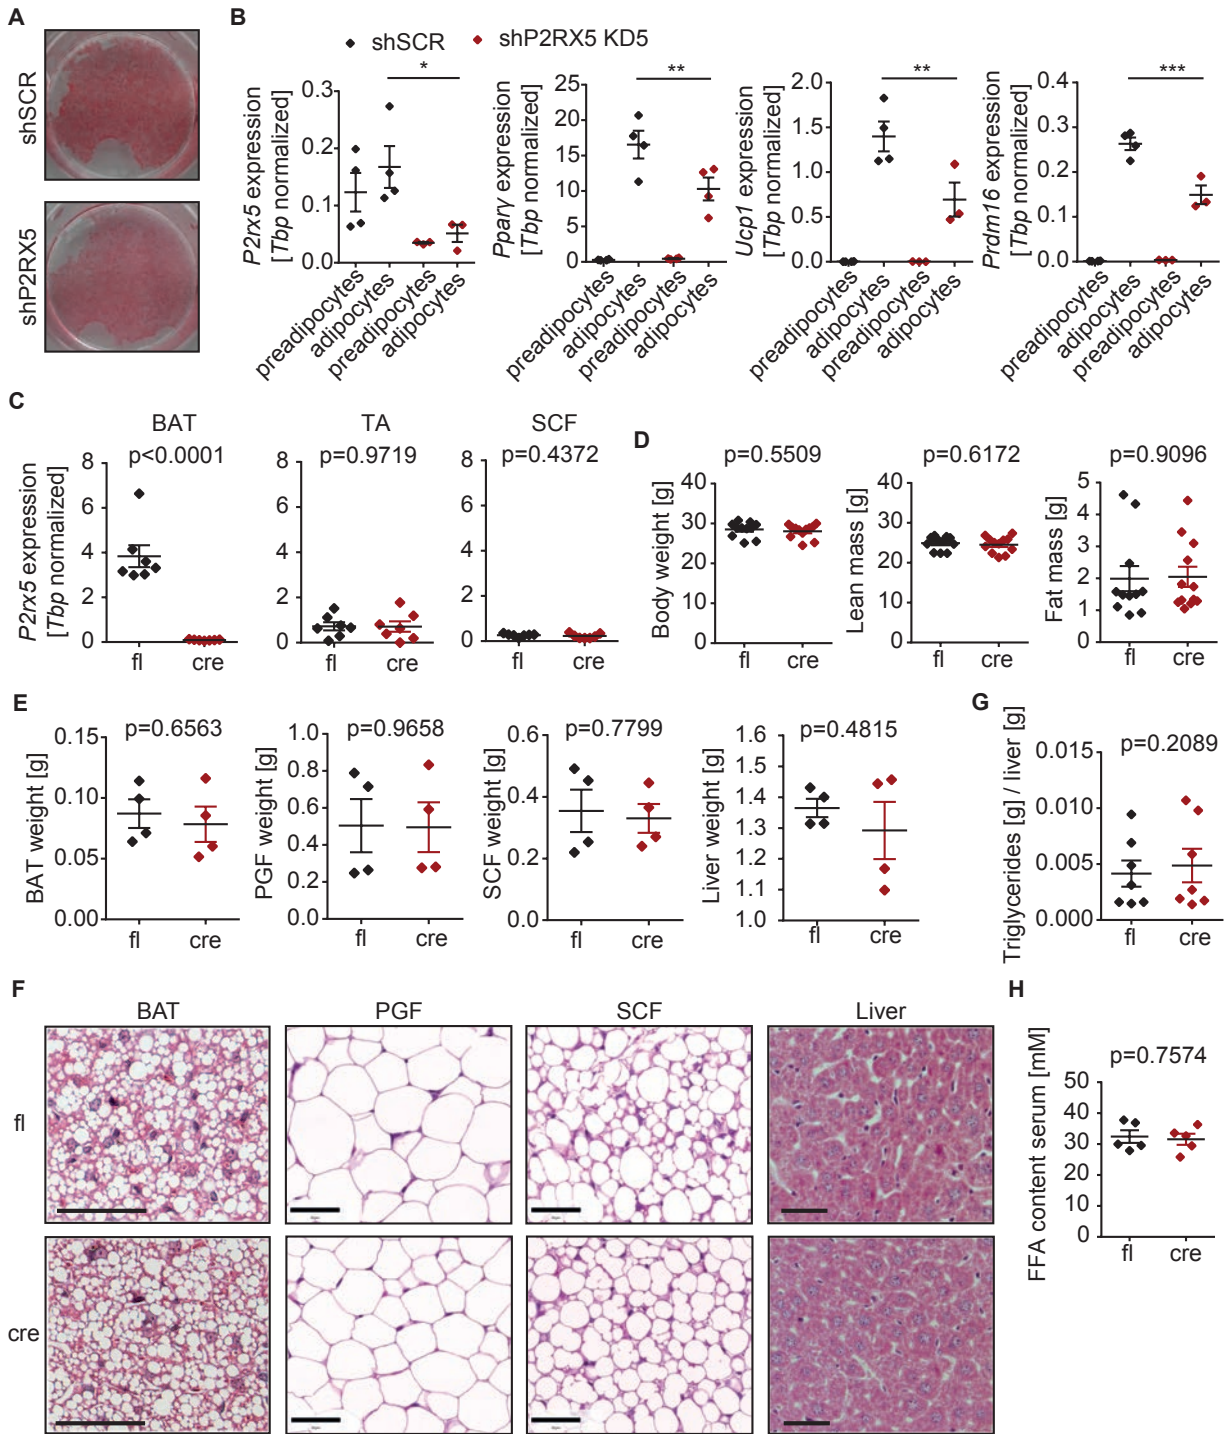 A
shSCR
shP2RX5
B
shSCR
shP2RX5 KD5
P2rx5 expression
[Tbp normalized]
0.3
0.2
0.1
0.0
*
preadipocytes
adipocytes
preadipocytes
adipocytes
Pparγ expression
[Tbp normalized]
25
20
15
10
5
0
**
preadipocytes
adipocytes
preadipocytes
adipocytes
Ucp1 expression
[Tbp normalized]
2.0
1.5
1.0
0.5
0.0
**
preadipocytes
adipocytes
preadipocytes
adipocytes
Prdm16 expression
[Tbp normalized]
0.4
0.3
0.2
0.1
0.0
***
preadipocytes
adipocytes
preadipocytes
adipocytes
C
P2rx5 expression
[Tbp normalized]
BAT
p<0.0001
8
6
4
2
0
fl
cre
TA
p=0.9719
8
6
4
2
0
fl
cre
SCF
p=0.4372
8
6
4
2
0
fl
cre
D
Body weight [g]
p=0.5509
40
30
20
10
0
fl
cre
Lean mass [g]
p=0.6172
40
30
20
10
0
fl
cre
Fat mass [g]
p=0.9096
5
4
3
2
1
0
fl
cre
E
BAT weight [g]
p=0.6563
0.15
0.10
0.05
0.00
fl
cre
PGF weight [g]
p=0.9658
1.0
0.8
0.6
0.4
0.2
0.0
fl
cre
SCF weight [g]
p=0.7799
0.6
0.4
0.2
0.0
fl
cre
Liver weight [g]
p=0.4815
1.6
1.5
1.4
1.3
1.2
1.1
1.0
fl
cre
G
Triglycerides [g] / liver [g]
p=0.2089
0.015
0.010
0.005
0.000
fl
cre
F
BAT
PGF
SCF
Liver
fl
cre
H
FFA content serum [mM]
p=0.7574
50
40
30
20
10
0
fl
cre